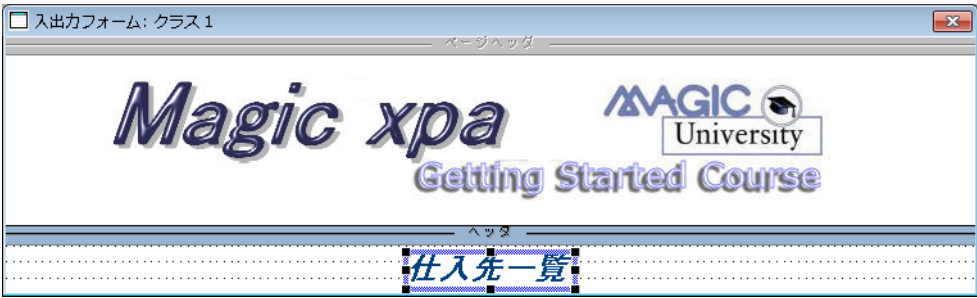 入出力フォーム: クラス 1
ページヘッダ
Magic xpa
MAGIC
University
Getting Started Course
ヘッダ
仕入先一覧